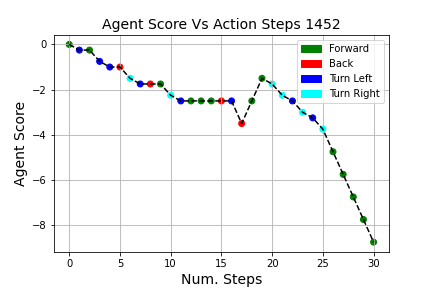 Agent Score Vs Action Steps 1452
Agent Score
0
−2
−4
−6
−8
Forward
Back
Turn Left
Turn Right
0 5 10 15 20 25 30
Num. Steps